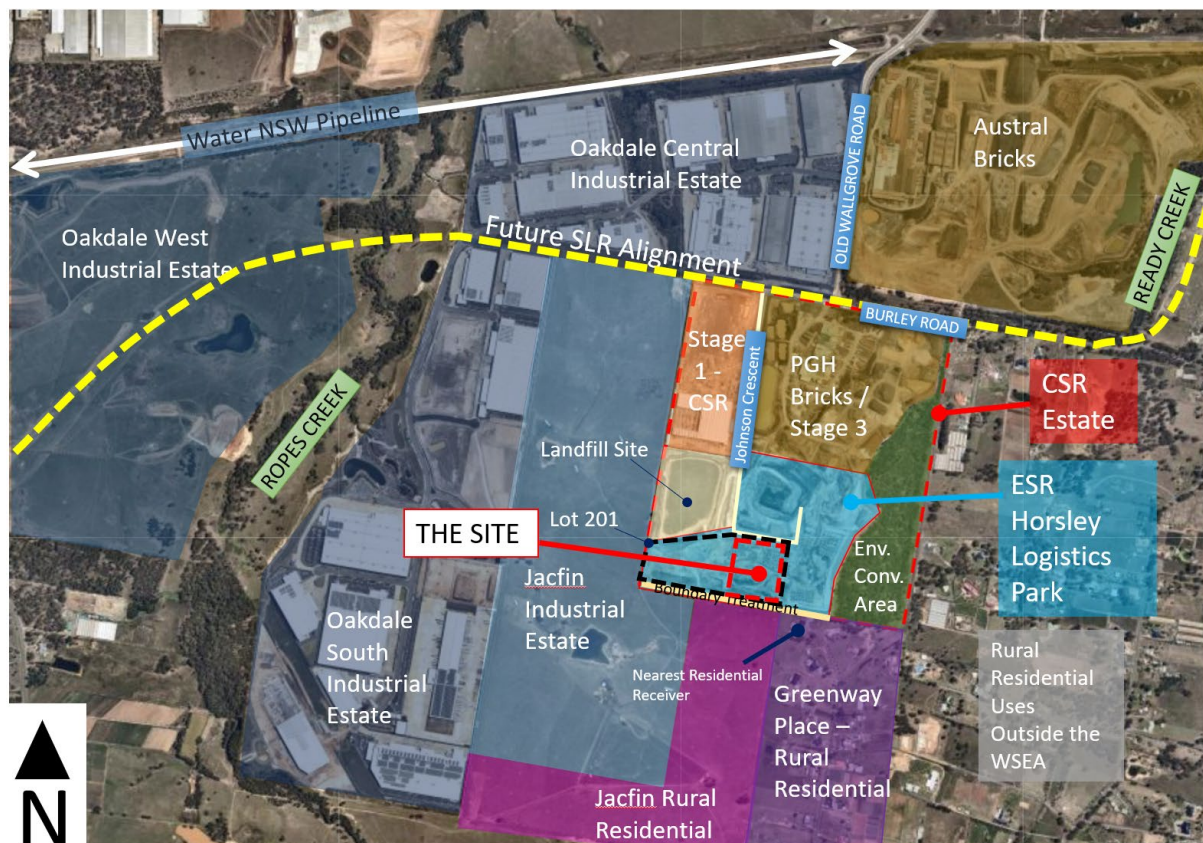 Water NSW Pipeline
Oakdale Central
Industrial Estate
Austral
Bricks
OLD WALLGROVE ROAD
READY CREEK
Oakdale West
Industrial Estate
Future SLR Alignment
BURLEY ROAD
Stage
1 -
CSR
Johnson Crescent
PGH
Bricks /
Stage 3
CSR
Estate
ROPES CREEK
Landfill Site
Lot 201
THE SITE
ESR
Horsley
Logistics
Park
Env.
Conv.
Area
Boundary Treatment
Jacfin
Industrial
Estate
Oakdale
South
Industrial
Estate
Nearest Residential
Receiver
Greenway
Place –
Rural
Residential
Rural
Residential
Uses
Outside the
WSEA
Jacfin Rural
Residential
N